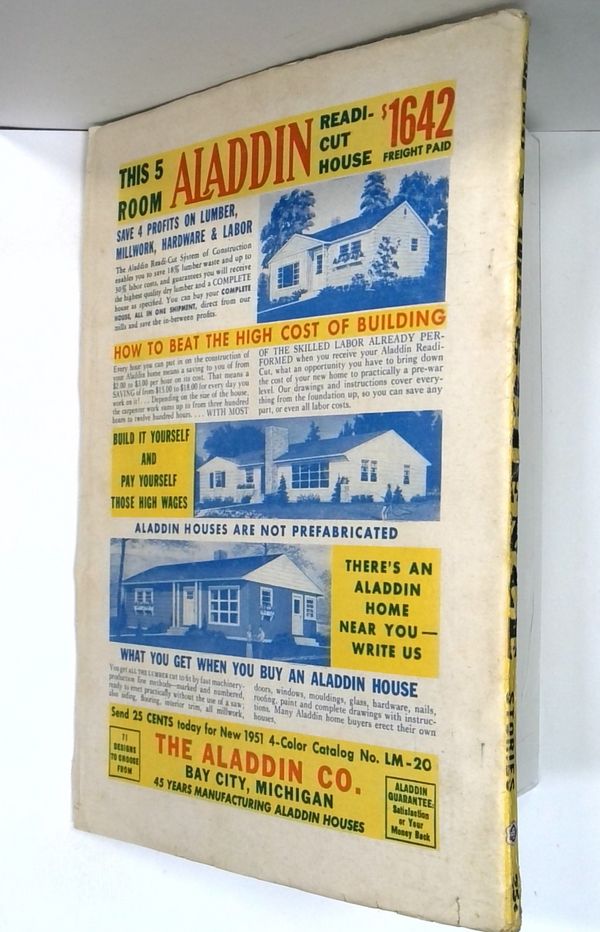 THIS 5
ROOM
ALADDIN
READI-
CUT
HOUSE
$1642
FREIGHT PAID
SAVE 4 PROFITS ON LUMBER,
MILLWORK, HARDWARE & LABOR
The Aladdin Readi-Cut System of Construction
enables you to save 18% lumber waste and up to
30% labor costs, and guarantees you will receive
the highest quality dry lumber and a COMPLETE
house as specified. You can buy your COMPLETE
HOUSE, ALL IN ONE SHIPMENT, direct from our
mills and save the in-between profits.
HOW TO BEAT THE HIGH COST OF BUILDING
Every hour you can put in on the construction of
your Aladdin home means a saving to you of from
$2.00 to $3.00 per hour on its cost. That means a
SAVING of from $15.00 to $18.00 for every day you
work on it! . . . Depending on the size of the house,
the carpenter work sums up to from three hundred
hours to twelve hundred hours. . . . WITH MOST
OF THE SKILLED LABOR ALREADY PER-
FORMED when you receive your Aladdin Readi-
Cut, what an opportunity you have to bring down
the cost of your new home to practically a pre-war
level. Our drawings and instructions cover every-
thing from the foundation up, so you can save any
part, or even all labor costs.
BUILD IT YOURSELF
AND
PAY YOURSELF
THOSE HIGH WAGES
ALADDIN HOUSES ARE NOT PREFABRICATED
THERE'S AN
ALADDIN
HOME
NEAR YOU—
WRITE US
WHAT YOU GET WHEN YOU BUY AN ALADDIN HOUSE
You get ALL THE LUMBER cut to fit by fast machinery-
production line methods—marked and numbered
ready to erect practically without the use of a saw
also siding, flooring, interior trim, all millwork,
doors, windows, mouldings, glass, hardware, nails,
roofing, paint and complete drawings with instruc-
tions. Many Aladdin home buyers erect their own
houses.
Send 25 CENTS today for New 1951 4-Color Catalog No. LM-20
71
DESIGNS
TO CHOOSE
FROM
THE ALADDIN CO.
BAY CITY, MICHIGAN
45 YEARS MANUFACTURING ALADDIN HOUSES
ALADDIN
GUARANTEE:
Satisfaction
or Your
Money Back
STORIES
25¢